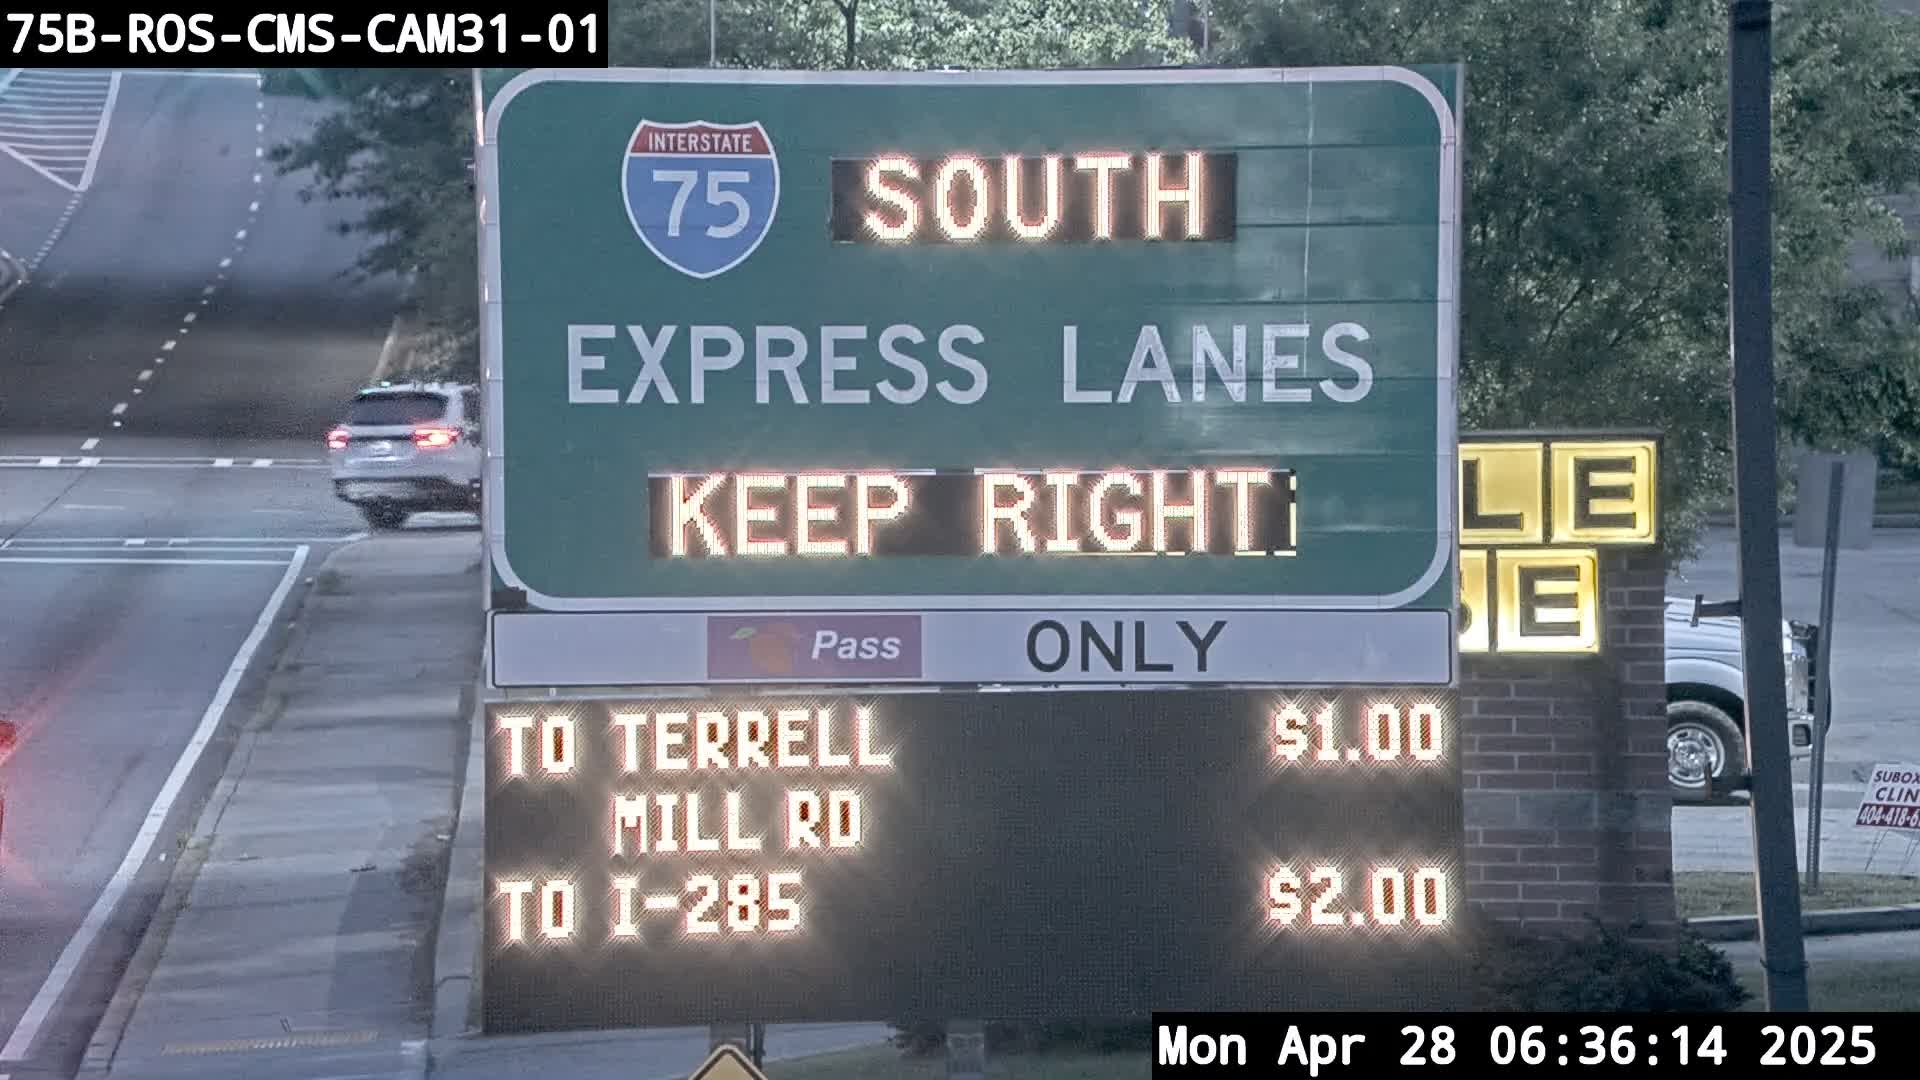 75B-ROS-CMS-CAM31-01
INTERSTATE
75
SOUTH
EXPRESS LANES
KEEP RIGHT
Pass ONLY
TO TERRELL $1.00
MILL RD
TO I-285 $2.00
LE
E
Mon Apr 28 06:36:14 2025